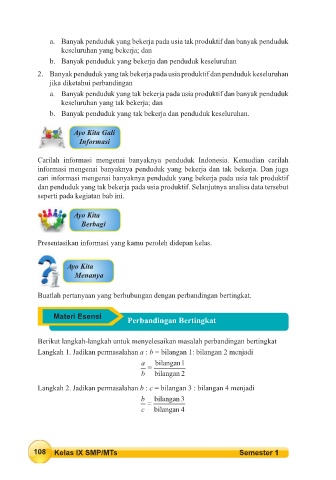 a. Banyak penduduk yang bekerja pada usia tak produktif dan banyak penduduk
keseluruhan yang bekerja; dan
b. Banyak penduduk yang bekerja dan penduduk keseluruhan
2. Banyak penduduk yang tak bekerja pada usia produktif dan penduduk keseluruhan
jika diketahui perbandingan
a. Banyak penduduk yang tak bekerja pada usia produktif dan banyak penduduk
keseluruhan yang tak bekerja; dan
b. Banyak penduduk yang tak bekerja dan penduduk keseluruhan.
Ayo Kita Gali
Informasi
Carilah informasi mengenai banyaknya penduduk Indonesia. Kemudian carilah
informasi mengenai banyaknya penduduk yang bekerja dan tak bekerja. Dan juga
cari informasi mengenai banyaknya penduduk yang bekerja pada usia tak produktif
dan penduduk yang tak bekerja pada usia produktif. Selanjutnya analisa data tersebut
seperti pada kegiatan bab ini.
Ayo Kita
Berbagi
Presentasikan informasi yang kamu peroleh didepan kelas.
Ayo Kita
Menanya
Buatlah pertanyaan yang berhubungan dengan perbandingan bertingkat.
Materi Esensi
Perbandingan Bertingkat
Berikut langkah-langkah untuk menyelesaikan masalah perbandingan bertingkat
Langkah 1. Jadikan permasalahan a : b = bilangan 1: bilangan 2 menjadi
a/b = bilangan 1/bilangan 2
Langkah 2. Jadikan permasalahan b : c = bilangan 3 : bilangan 4 menjadi
b/c = bilangan 3/bilangan 4
108 Kelas IX SMP/MTs Semester 1